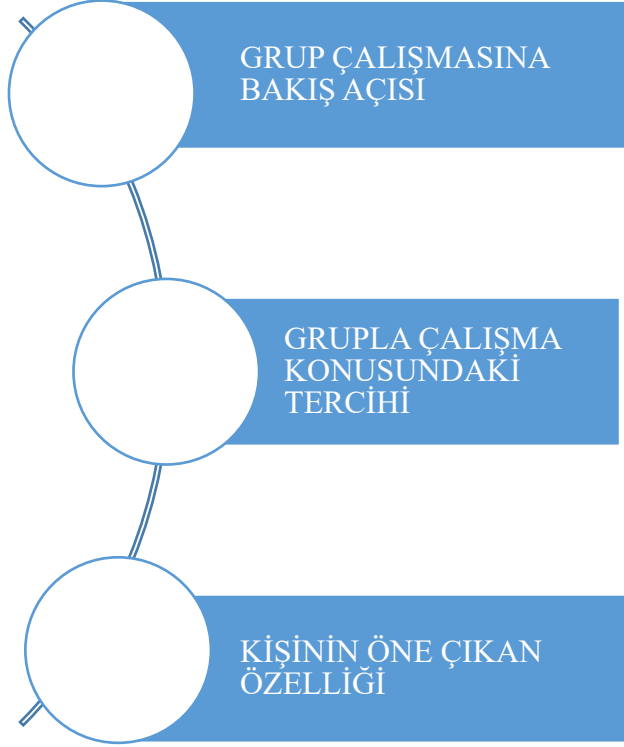 GRUP ÇALIŞMASINA
BAKIŞ AÇISI
GRUPLA ÇALIŞMA
KONUSUNDAKİ
TERCİHİ
KİŞİNİN ÖNE ÇIKAN
ÖZELLİĞİ